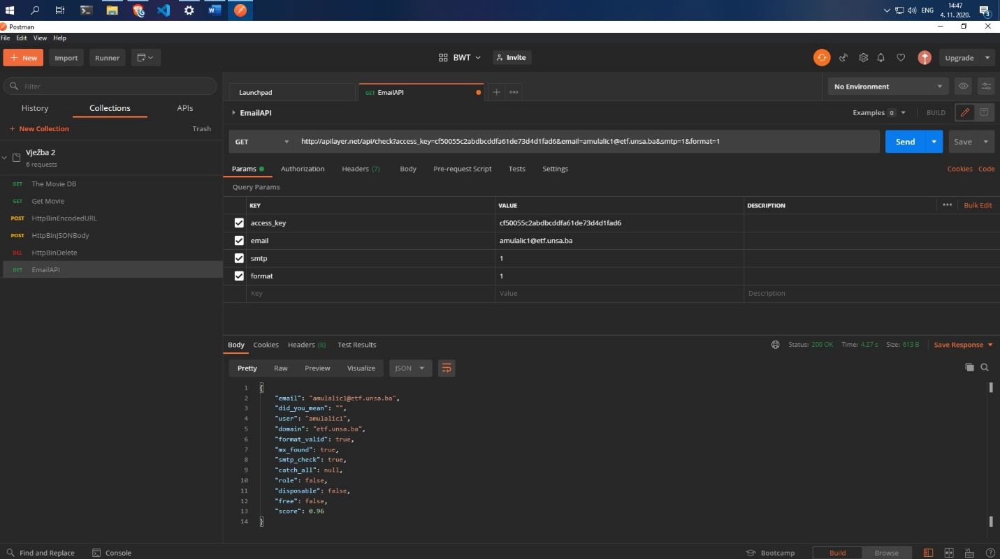 14:47
ENG
4. 11. 2020.
3
Postman
File Edit View Help
+ New Import Runner BWT Invite Upgrade
Filter
History Collections APIs
+ New Collection Trash
Vježba 2
6 requests
GET The Movie DB
GET Get Movie
POST HttpBinEncodedURL
POST HttpBinJSONBody
DEL HttpBinDelete
GET EmailAPI
Launchpad GET EmailAPI + No Environment
EmailAPI Examples 0 BUILD
GET http://apilayer.net/api/check?access_key=cf50055c2abdbcddfa61de73d4d1fad6&email=amulalic1@etf.unsa.ba&smtp=1&format=1 Send Save
Params Authorization Headers (7) Body Pre-request Script Tests Settings Cookies Code
Query Params
KEY VALUE DESCRIPTION ••• Bulk Edit
access_key cf50055c2abdbcddfa61de73d4d1fad6
email amulalic1@etf.unsa.ba
smtp 1
format 1
Key Value Description
Body Cookies Headers (8) Test Results Status: 200 OK Time: 4.27 s Size: 613 B Save Response
Pretty Raw Preview Visualize JSON
1 {
2 "email": "amulalic1@etf.unsa.ba",
3 "did_you_mean": "",
4 "user": "amulalic1",
5 "domain": "etf.unsa.ba",
6 "format_valid": true,
7 "mx_found": true,
8 "smtp_check": true,
9 "catch_all": null,
10 "role": false,
11 "disposable": false,
12 "free": false,
13 "score": 0.96
14 }
Find and Replace Console Bootcamp Build Browse